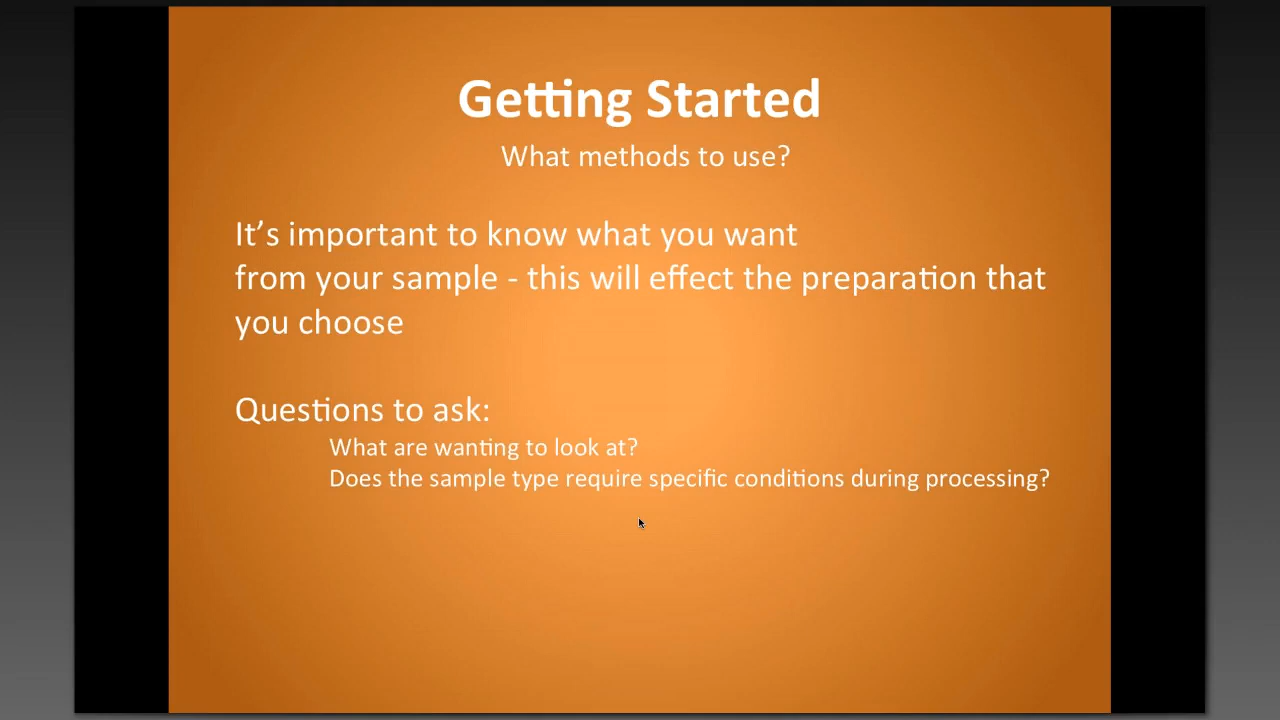 Getting Started
What methods to use?
It’s important to know what you want
from your sample - this will effect the preparation that
you choose
Questions to ask:
What are wanting to look at?
Does the sample type require specific conditions during processing?